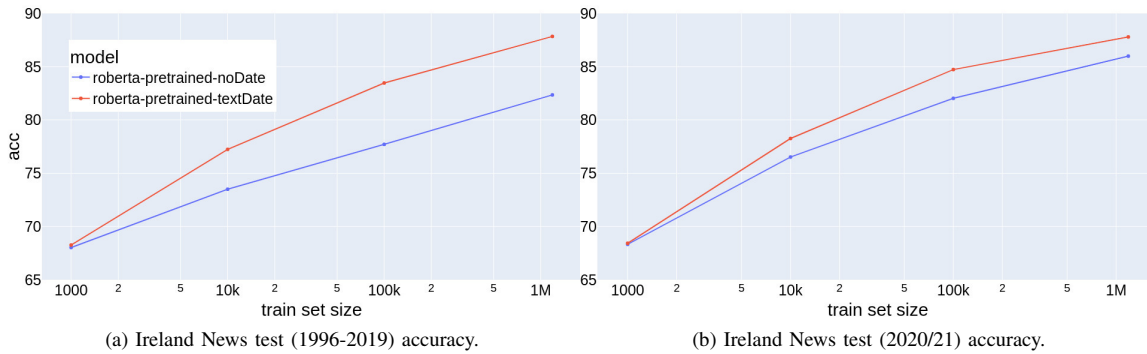 90
85
80
75
70
65
acc
model
roberta-pretrained-noDate
roberta-pretrained-textDate
1000 2 5 10k 2 5 100k 2 5 1M
train set size
(a) Ireland News test (1996-2019) accuracy.
90
85
80
75
70
65
1000 2 5 10k 2 5 100k 2 5 1M
train set size
(b) Ireland News test (2020/21) accuracy.